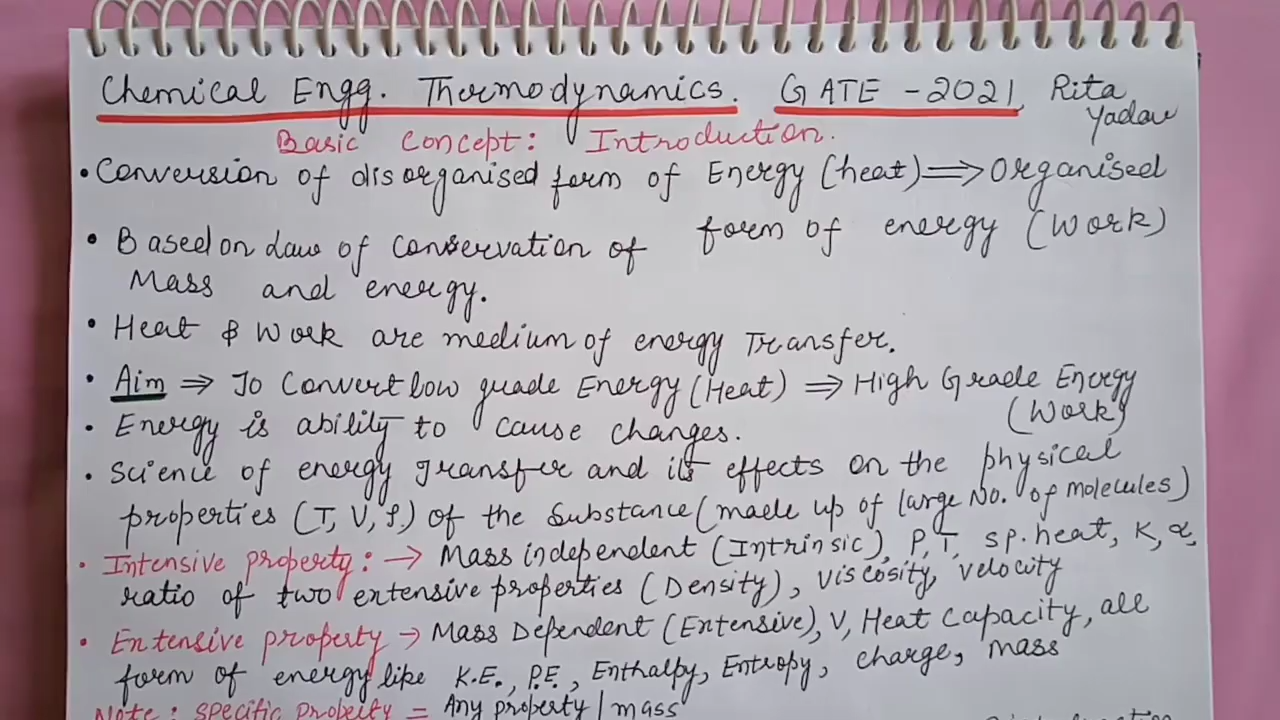 Chemical Engg. Thermodynamics. GATE -2021 Rita Yadav
Basic Concept: Introduction.
• Conversion of disorganised form of Energy (heat) ⇒ Organised
form of energy (Work)
• Based on Law of conservation of
Mass and energy.
• Heat & Work are medium of energy Transfer.
• Aim ⇒ To Convert low grade Energy (Heat) ⇒ High Grade Energy
(Work)
• Energy is ability to cause changes.
• Science of energy transfer and its effects on the physical
properties (T, V, P.) of the Substance (made up of large No. of molecules)
• Intensive property: → Mass independent (Intrinsic), P, T, sp. heat, K, α,
ratio of two extensive properties (Density), viscosity, velocity
• Extensive property → Mass Dependent (Extensive), V, Heat Capacity, all
form of energy like K.E., P.E., Enthalpy, Entropy, charge, mass
Note: specific property = Any property / mass